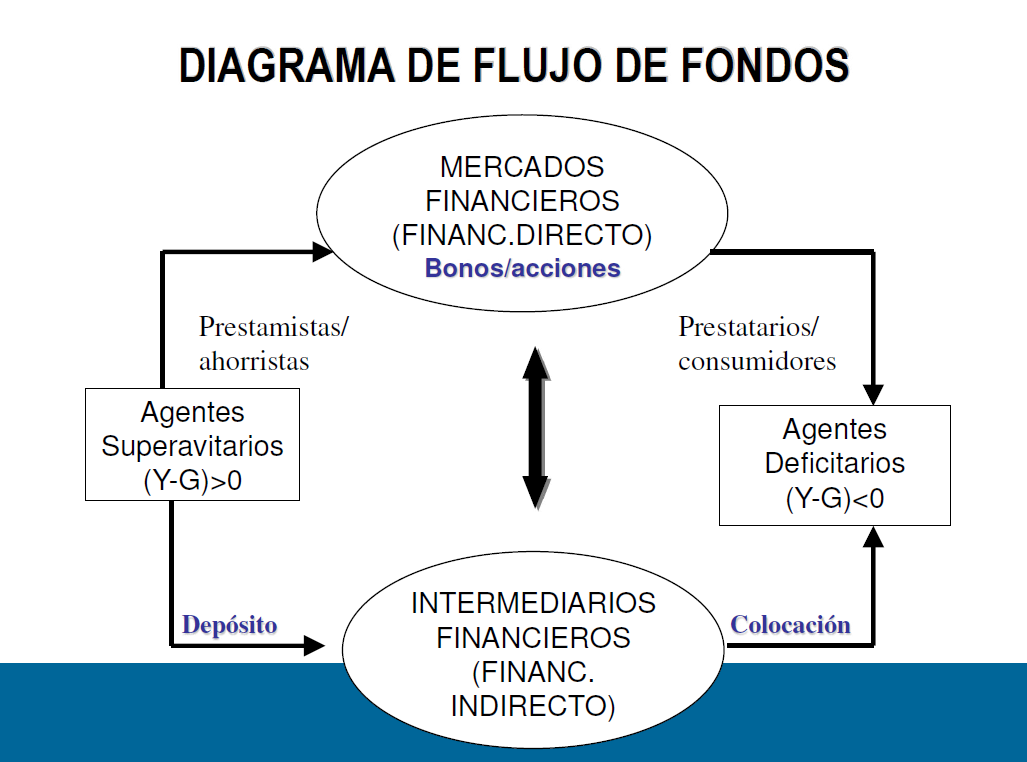 DIAGRAMA DE FLUJO DE FONDOS
MERCADOS
FINANCIEROS
(FINANC.DIRECTO)
Bonos/acciones
Prestamistas/
ahorristas
Prestatarios/
consumidores
Agentes
Superavitarios
(Y-G)>0
Agentes
Deficitarios
(Y-G)<0
Depósito
INTERMEDIARIOS
FINANCIEROS
(FINANC.
INDIRECTO)
Colocación